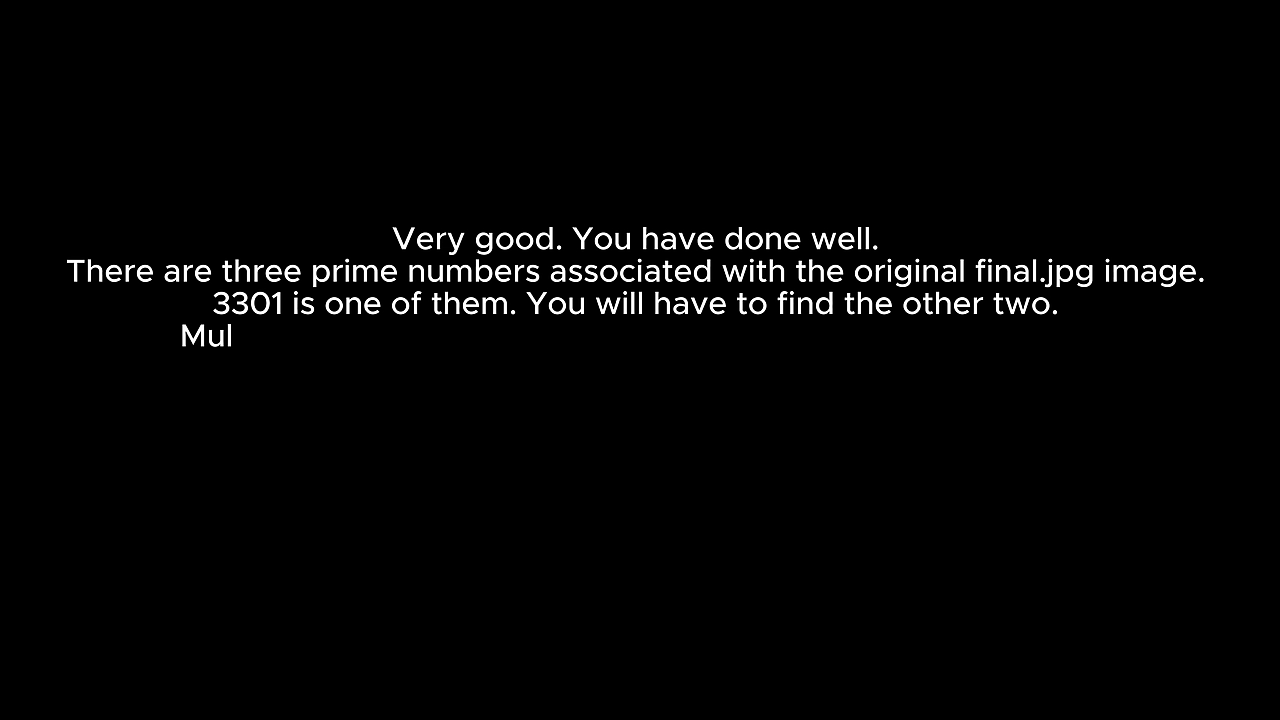 Very good. You have done well.
There are three prime numbers associated with the original final.jpg image.
3301 is one of them. You will have to find the other two.
Mul